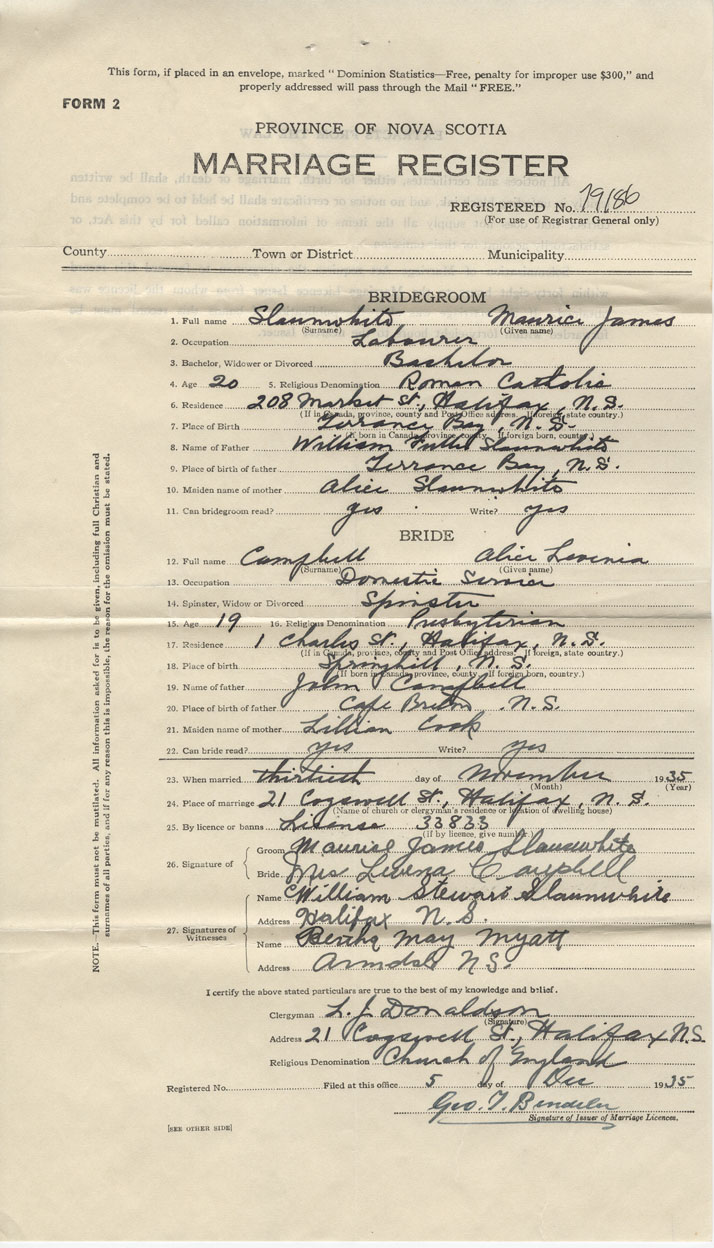 This form, if placed in an envelope, marked " Dominion Statistics—Free, penalty for improper use $300," and
properly addressed will pass through the Mail "FREE."
FORM 2
PROVINCE OF NOVA SCOTIA
MARRIAGE REGISTER
REGISTERED No. 79186
(For use of Registrar General only)
County Town or District Municipality
BRIDEGROOM
1. Full name Slaunwhite Maurice James
(Surname) (Given name)
2. Occupation Labourer
3. Bachelor, Widower or Divorced Bachelor
4. Age 20 5. Religious Denomination Roman Catholic
6. Residence 208 Market St., Halifax, N.S.
(If in Canada, province, county and Post Office address. If foreign, state country.)
7. Place of Birth Terrance Bay, N.S.
(If born in Canada province, county. If foreign born, country.)
8. Name of Father William Slaunwhite
9. Place of birth of father Terrance Bay, N.S.
10. Maiden name of mother Alice Slaunwhite
11. Can bridegroom read? yes Write? yes
BRIDE
12. Full name Campbell Alice Levinia
(Surname) (Given name)
13. Occupation Domestic Service
14. Spinster, Widow or Divorced Spinster
15. Age 19 16. Religious Denomination Presbyterian
17. Residence 1 Charles St., Halifax, N.S.
(If in Canada, province, county and Post Office address. If foreign, state country.)
18. Place of birth Springhill, N.S.
(If born in Canada province, county. If foreign born, country.)
19. Name of father John Campbell
20. Place of birth of father Cape Breton, N.S.
21. Maiden name of mother Lillian Cook
22. Can bride read? yes Write? yes
23. When married thirtieth day of November 1935
(Month) (Year)
24. Place of marriage 21 Cogswell St., Halifax, N.S.
(Name of church or clergyman's residence or location of dwelling house)
25. By licence or banns License 33833
(If by licence, give number)
26. Signature of
Groom Maurise James Slaunwhite
Bride Mrs Levena Campbell
27. Signatures of Witnesses
Name William Stewart Slaunwhite
Address Halifax N.S.
Name Bertha May Myatt
Address Armdale N.S.
I certify the above stated particulars are true to the best of my knowledge and belief.
Clergyman L. J. Donaldson
(Signature)
Address 21 Cogswell St., Halifax N.S.
Religious Denomination Church of England
Registered No. Filed at this office 5 day of Dec 1935
Signature of Issuer of Marriage Licences.
[SEE OTHER SIDE]
NOTE.—This form must not be mutilated. All information asked for is to be given, including full Christian and
surnames of all parties, and if for any reason this is impossible, the reason for the omission must be stated.